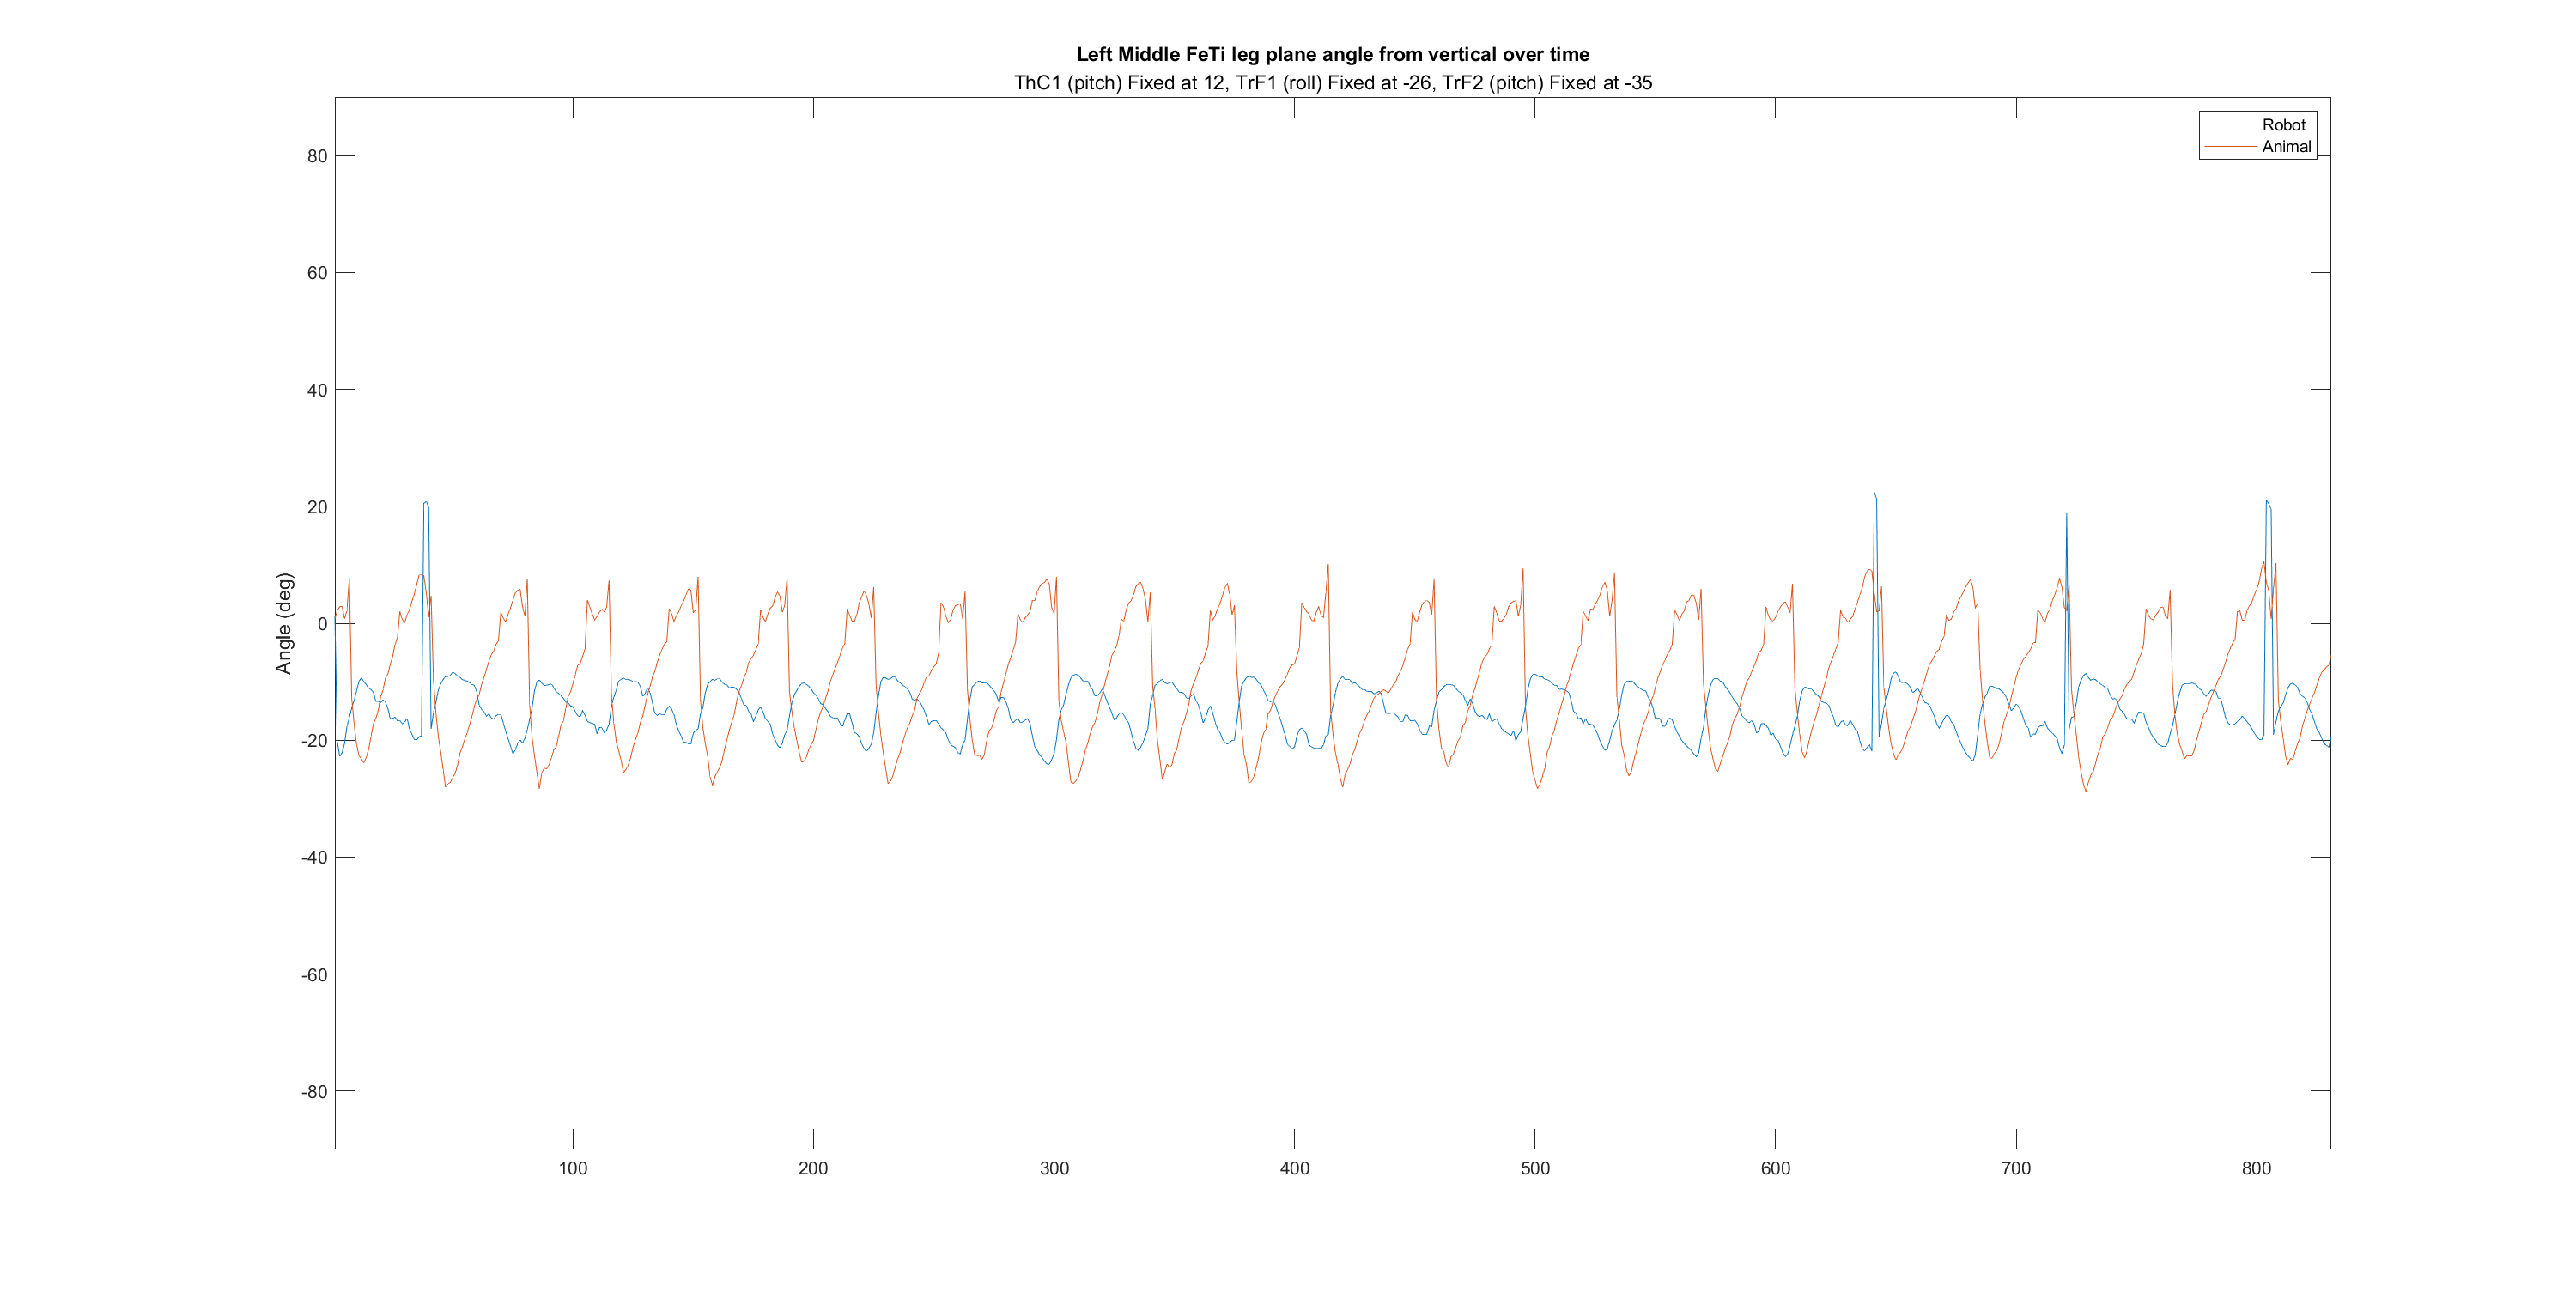 Left Middle FeTi leg plane angle from vertical over time
ThC1 (pitch) Fixed at 12, TrF1 (roll) Fixed at -26, TrF2 (pitch) Fixed at -35
Robot
Animal
80
60
40
20
0
-20
-40
-60
-80
Angle (deg)
100 200 300 400 500 600 700 800